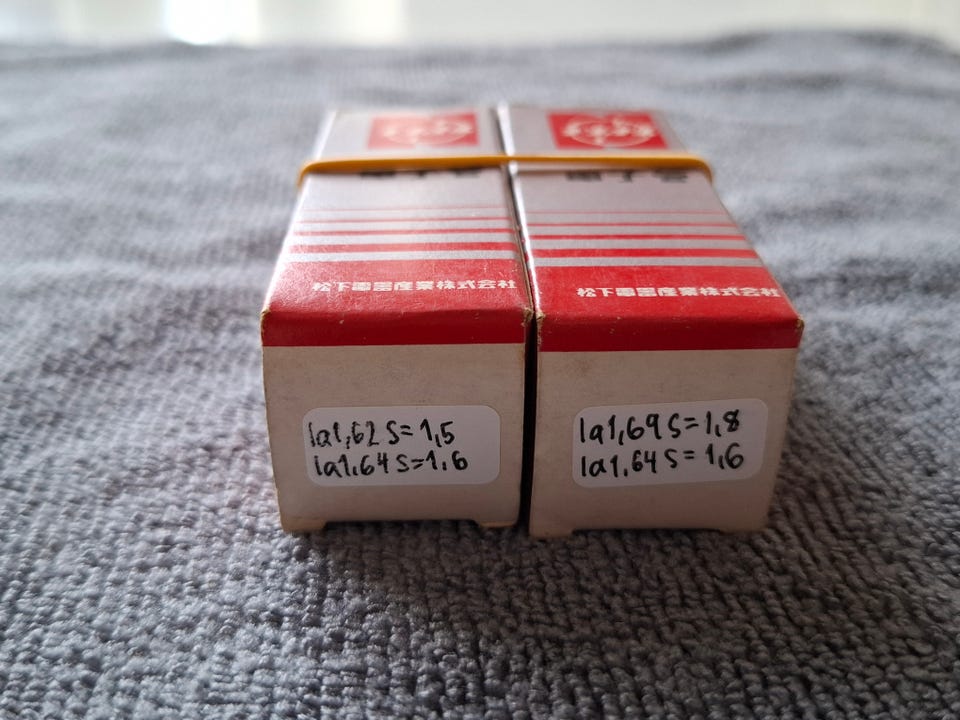 松下電器産業株式会社
松下電器産業株式会社
Ia1,62 S=1,5
Ia1.64 S=1,6
Ia1,69 S=1,8
Ia1,64 S=1,6